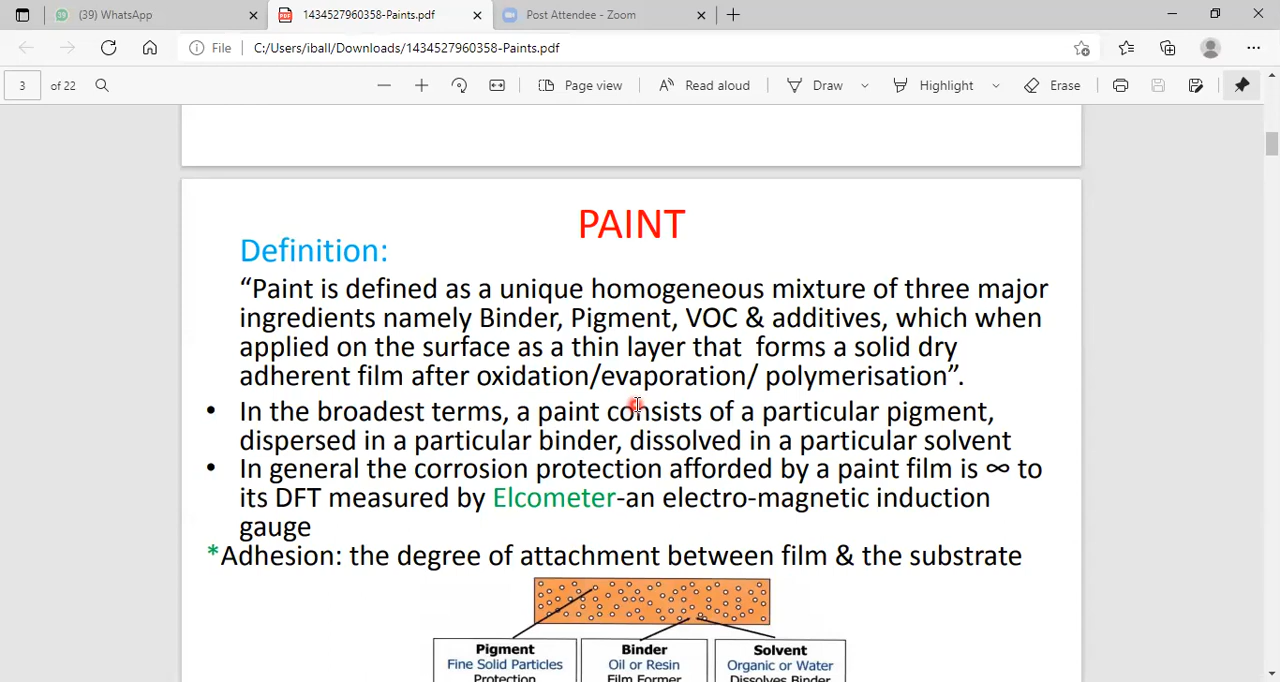 (39) WhatsApp
1434527960358-Paints.pdf
Post Attendee - Zoom
File
C:/Users/iball/Downloads/1434527960358-Paints.pdf
3 of 22
Page view
Read aloud
Draw
Highlight
Erase
PAINT
Definition:
“Paint is defined as a unique homogeneous mixture of three major
ingredients namely Binder, Pigment, VOC & additives, which when
applied on the surface as a thin layer that forms a solid dry
adherent film after oxidation/evaporation/ polymerisation”.
• In the broadest terms, a paint consists of a particular pigment,
dispersed in a particular binder, dissolved in a particular solvent
• In general the corrosion protection afforded by a paint film is ∞ to
its DFT measured by Elcometer-an electro-magnetic induction
gauge
*Adhesion: the degree of attachment between film & the substrate
Pigment
Fine Solid Particles
Protection
Binder
Oil or Resin
Film Former
Solvent
Organic or Water
Dissolves Binder